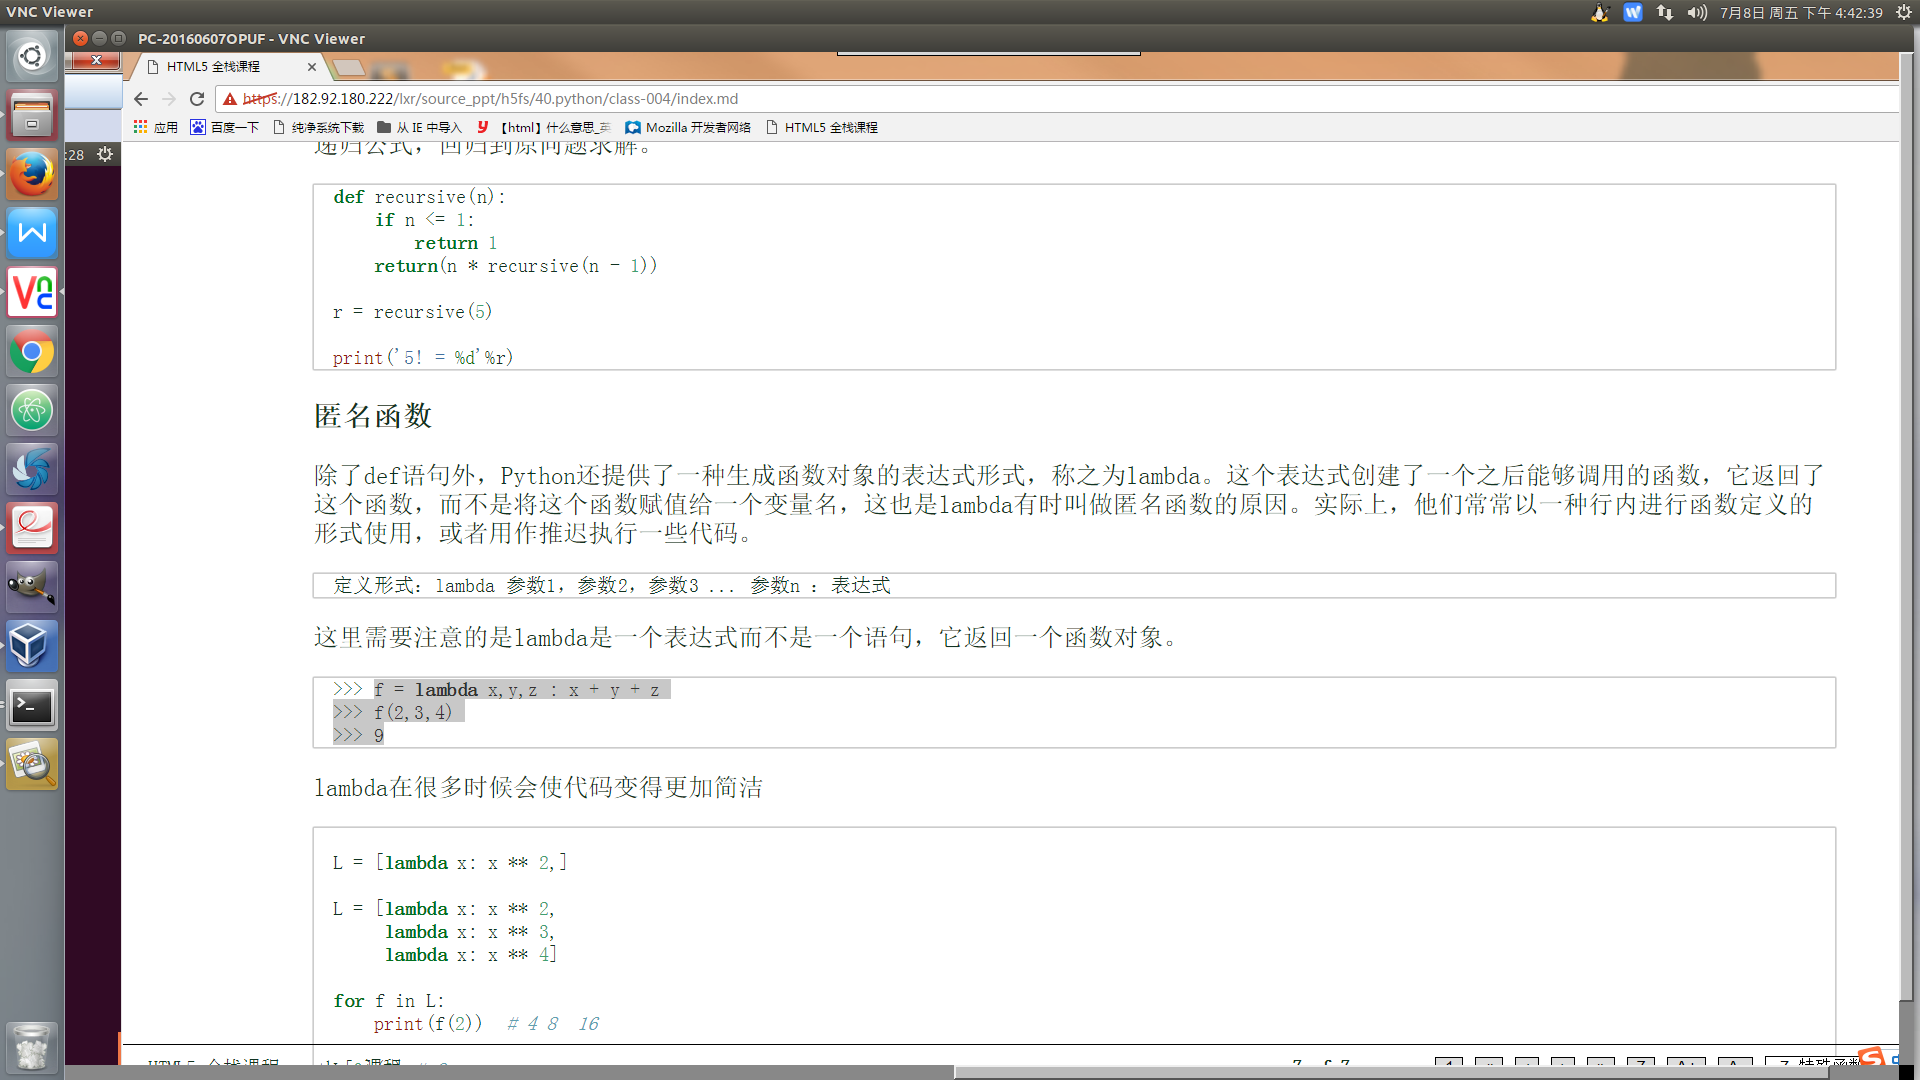 VNC Viewer
7月8日 周五 下午 4:42:39
PC-20160607OPUF - VNC Viewer
HTML5 全栈课程
https://182.92.180.222/lxr/source_ppt/h5fs/40.python/class-004/index.md
应用 百度一下 纯净系统下载 从 IE 中导入 【html】什么意思_英 Mozilla 开发者网络 HTML5 全栈课程
:28
递归公式，回归到原问题求解。
def recursive(n):
    if n <= 1:
        return 1
    return(n * recursive(n - 1))
r = recursive(5)
print('5! = %d'%r)
匿名函数
除了def语句外，Python还提供了一种生成函数对象的表达式形式，称之为lambda。这个表达式创建了一个之后能够调用的函数，它返回了
这个函数，而不是将这个函数赋值给一个变量名，这也是lambda有时叫做匿名函数的原因。实际上，他们常常以一种行内进行函数定义的
形式使用，或者用作推迟执行一些代码。
定义形式：lambda 参数1，参数2，参数3 ... 参数n : 表达式
这里需要注意的是lambda是一个表达式而不是一个语句，它返回一个函数对象。
>>> f = lambda x,y,z : x + y + z
>>> f(2,3,4)
>>> 9
lambda在很多时候会使代码变得更加简洁
L = [lambda x: x ** 2,]
L = [lambda x: x ** 2,
     lambda x: x ** 3,
     lambda x: x ** 4]
for f in L:
    print(f(2))  # 4 8  16
HTML5 全栈课程